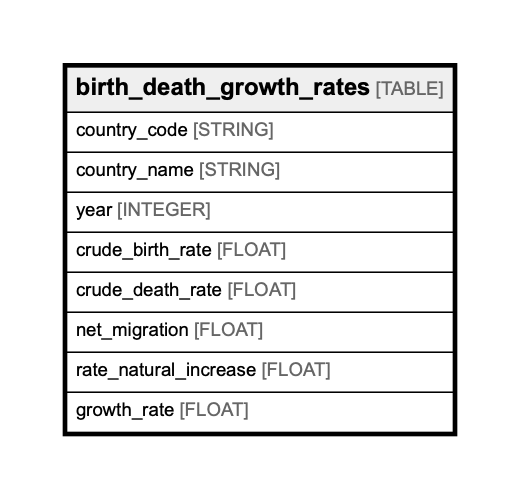 birth_death_growth_rates [TABLE]
country_code [STRING]
country_name [STRING]
year [INTEGER]
crude_birth_rate [FLOAT]
crude_death_rate [FLOAT]
net_migration [FLOAT]
rate_natural_increase [FLOAT]
growth_rate [FLOAT]